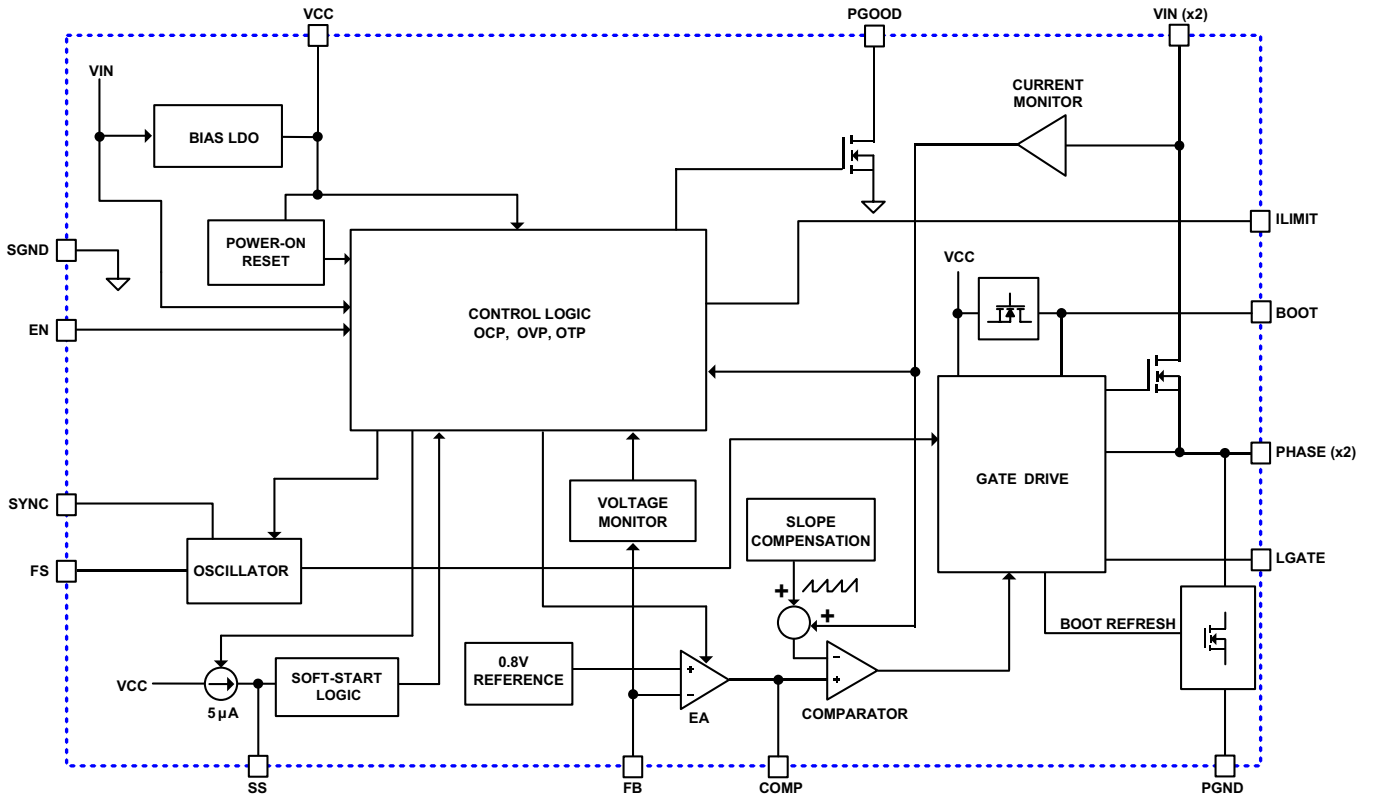 VCC
PGOOD
VIN (x2)
VIN
CURRENT
MONITOR
BIAS LDO
ILIMIT
SGND
POWER-ON
RESET
VCC
EN
CONTROL LOGIC
OCP, OVP, OTP
BOOT
PHASE (x2)
GATE DRIVE
SYNC
VOLTAGE
MONITOR
SLOPE
COMPENSATION
FS
OSCILLATOR
LGATE
+
+
BOOT REFRESH
0.8V
REFERENCE
+
−
EA
−
+
COMPARATOR
VCC
5µA
SOFT-START
LOGIC
SS
FB
COMP
PGND